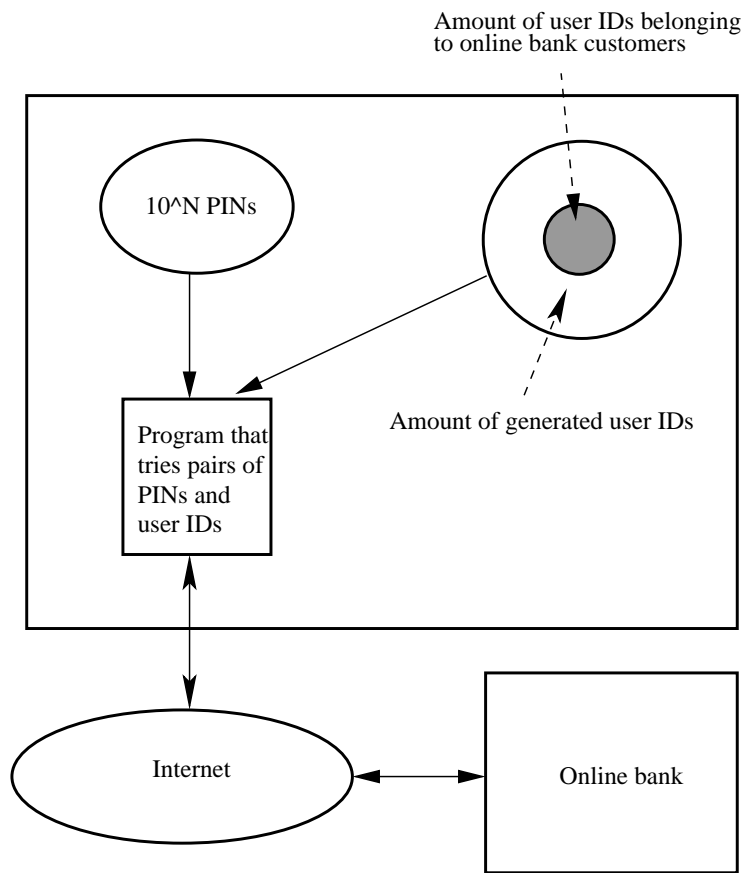 Amount of user IDs belonging
to online bank customers
10^N PINs
Amount of generated user IDs
Program that
tries pairs of
PINs and
user IDs
Internet
Online bank